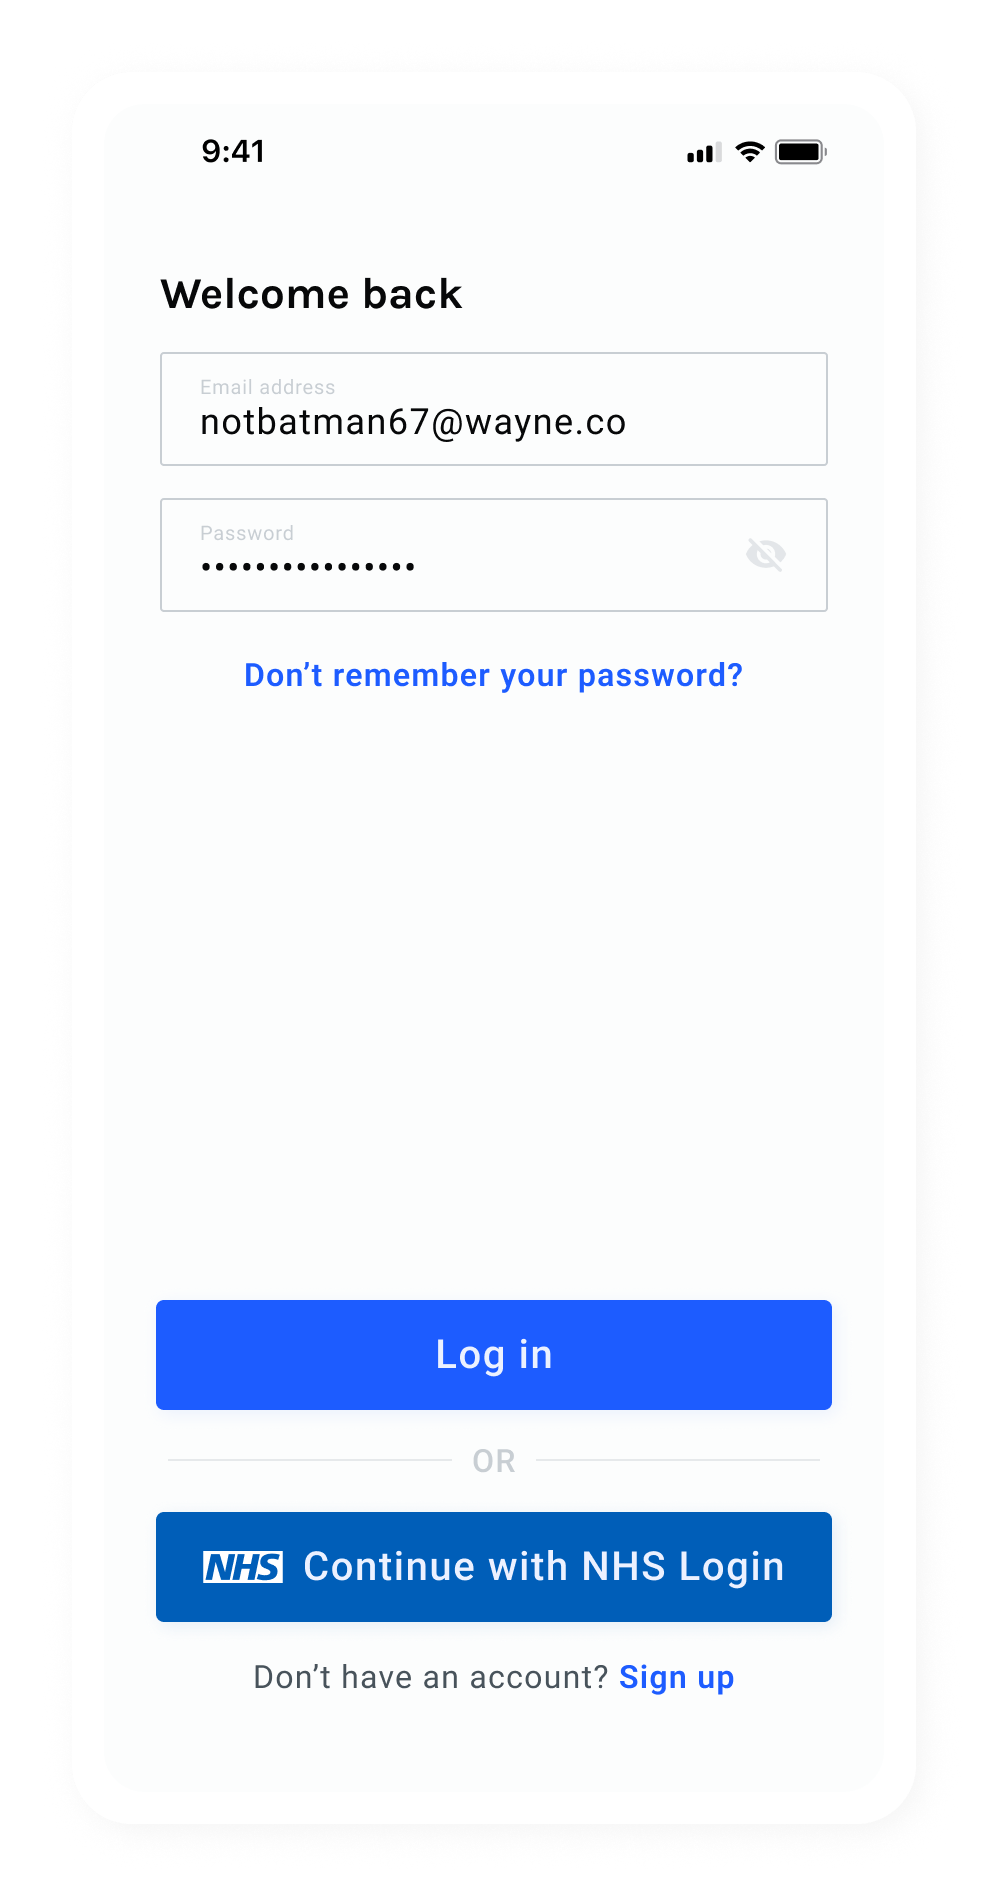 9:41
Welcome back
Email address
notbatman67@wayne.co
Password
••••••••••••••••
Don’t remember your password?
Log in
OR
NHS Continue with NHS Login
Don’t have an account? Sign up